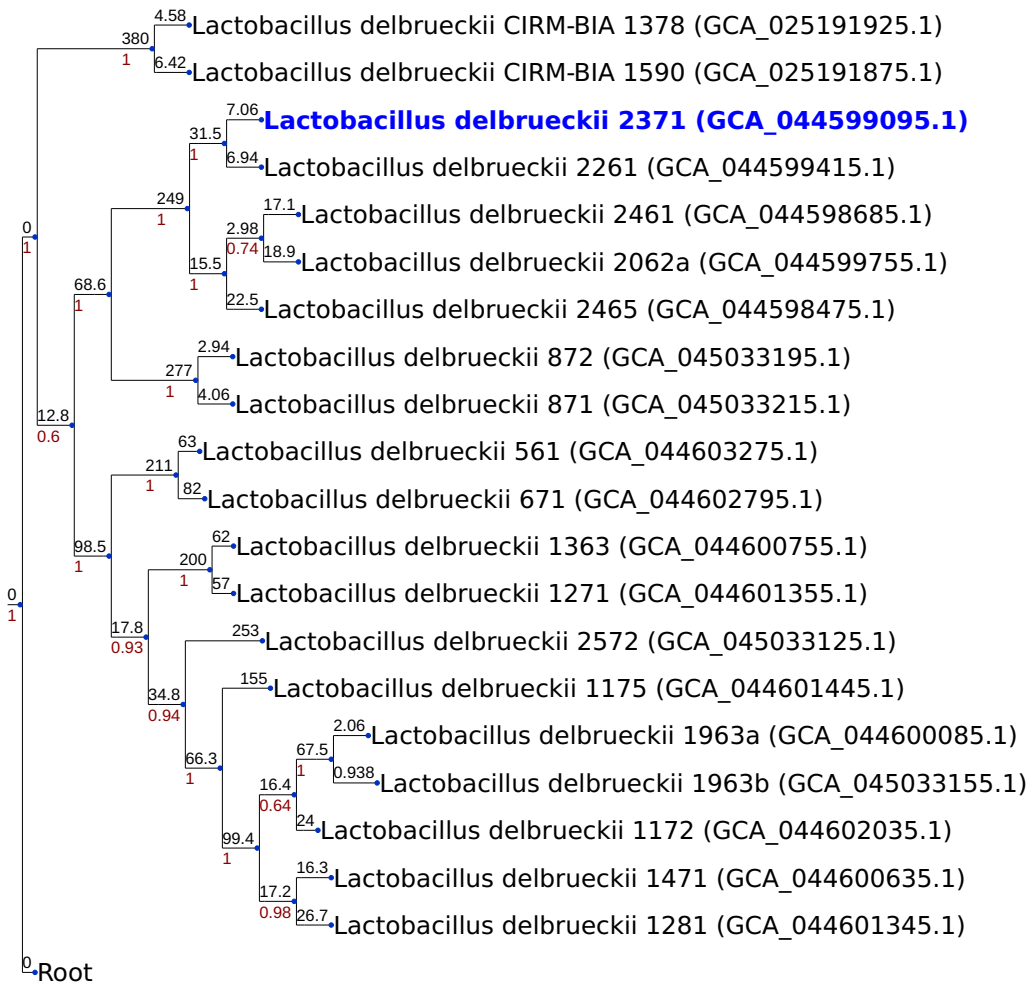 4.58 Lactobacillus delbrueckii CIRM-BIA 1378 (GCA_025191925.1)
380
1
6.42 Lactobacillus delbrueckii CIRM-BIA 1590 (GCA_025191875.1)
7.06 Lactobacillus delbrueckii 2371 (GCA_044599095.1)
31.5
1
6.94 Lactobacillus delbrueckii 2261 (GCA_044599415.1)
249
1
17.1 Lactobacillus delbrueckii 2461 (GCA_044598685.1)
0
1
2.98
0.74
18.9 Lactobacillus delbrueckii 2062a (GCA_044599755.1)
15.5
1
68.6
1
22.5 Lactobacillus delbrueckii 2465 (GCA_044598475.1)
2.94 Lactobacillus delbrueckii 872 (GCA_045033195.1)
277
1
4.06 Lactobacillus delbrueckii 871 (GCA_045033215.1)
12.8
0.6
63 Lactobacillus delbrueckii 561 (GCA_044603275.1)
211
1
82 Lactobacillus delbrueckii 671 (GCA_044602795.1)
98.5
1
62 Lactobacillus delbrueckii 1363 (GCA_044600755.1)
200
1
57 Lactobacillus delbrueckii 1271 (GCA_044601355.1)
0
1
17.8
0.93
253 Lactobacillus delbrueckii 2572 (GCA_045033125.1)
34.8
0.94
155 Lactobacillus delbrueckii 1175 (GCA_044601445.1)
66.3
1
2.06 Lactobacillus delbrueckii 1963a (GCA_044600085.1)
67.5
1
0.938 Lactobacillus delbrueckii 1963b (GCA_045033155.1)
16.4
0.64
24 Lactobacillus delbrueckii 1172 (GCA_044602035.1)
99.4
1
16.3 Lactobacillus delbrueckii 1471 (GCA_044600635.1)
17.2
0.98
26.7 Lactobacillus delbrueckii 1281 (GCA_044601345.1)
0 Root